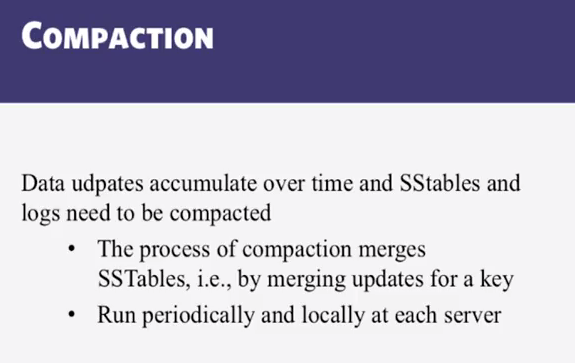 COMPACTION
Data udpates accumulate over time and SStables and
logs need to be compacted
• The process of compaction merges
SSTables, i.e., by merging updates for a key
• Run periodically and locally at each server